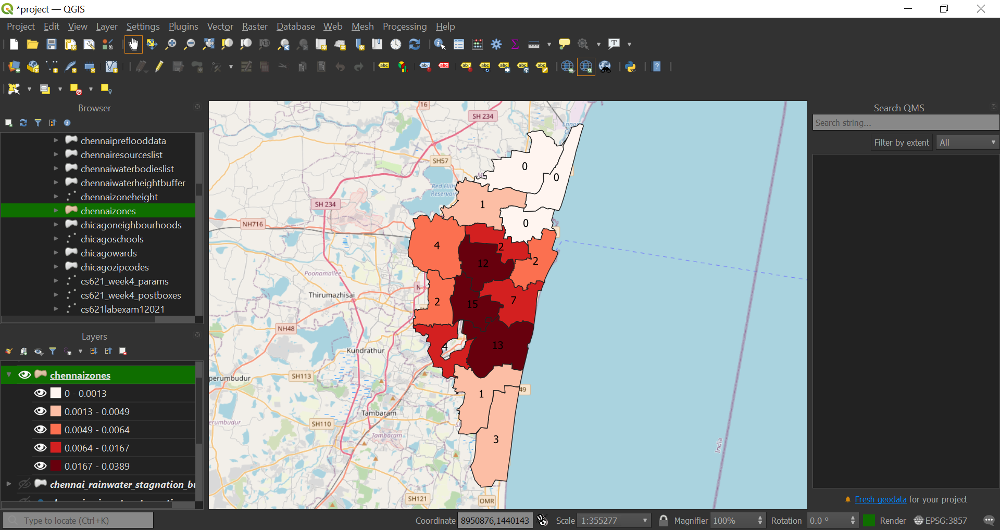 *project — QGIS
Project Edit View Layer Settings Plugins Vector Raster Database Web Mesh Processing Help
Browser
chennaipreflooddata
chennairesourceslist
chennaiwaterbodieslist
chennaiwaterheightbuffer
chennaizoneheight
chennaizones
chicagoneighbourhoods
chicagoschools
chicagowards
chicagozipcodes
cs621_week4_params
cs621_week4_postboxes
cs621labexam12021
Layers
chennaizones
0 - 0.0013
0.0013 - 0.0049
0.0049 - 0.0064
0.0064 - 0.0167
0.0167 - 0.0389
chennai_rainwater_stagnation_bu
16
SH 234
Enno
SH57
0
0
Red Hills
Reservoir
SH 234
1
NH716
0
4
2
12
2
Poonamallee
N
Thirumazhisai
2
15
7
NH48
4
13
Kundrathur
SH113
perumbudur
49
1
Tambaram
erumbudur
SH110
Tambaram
3
India
SH121
OMR
Search QMS
Search string...
Filter by extent All
Fresh geodata for your project
Type to locate (Ctrl+K)
Coordinate 8950876,1440143 Scale 1:355277 Magnifier 100% Rotation 0.0 ° Render EPSG:3857